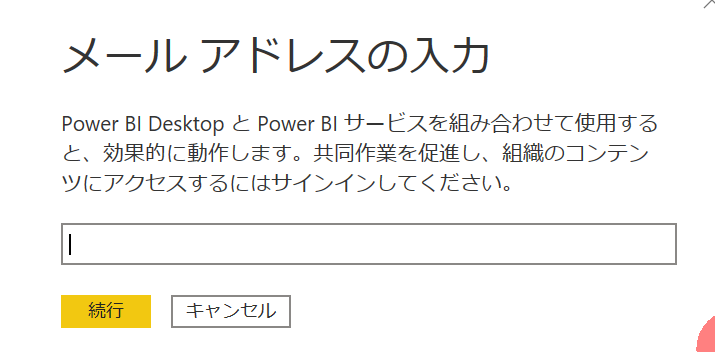 メール アドレスの入力
Power BI Desktop と Power BI サービスを組み合わせて使用する
と、効果的に動作します。共同作業を促進し、組織のコンテン
ツにアクセスするにはサインインしてください。
続行
キャンセル